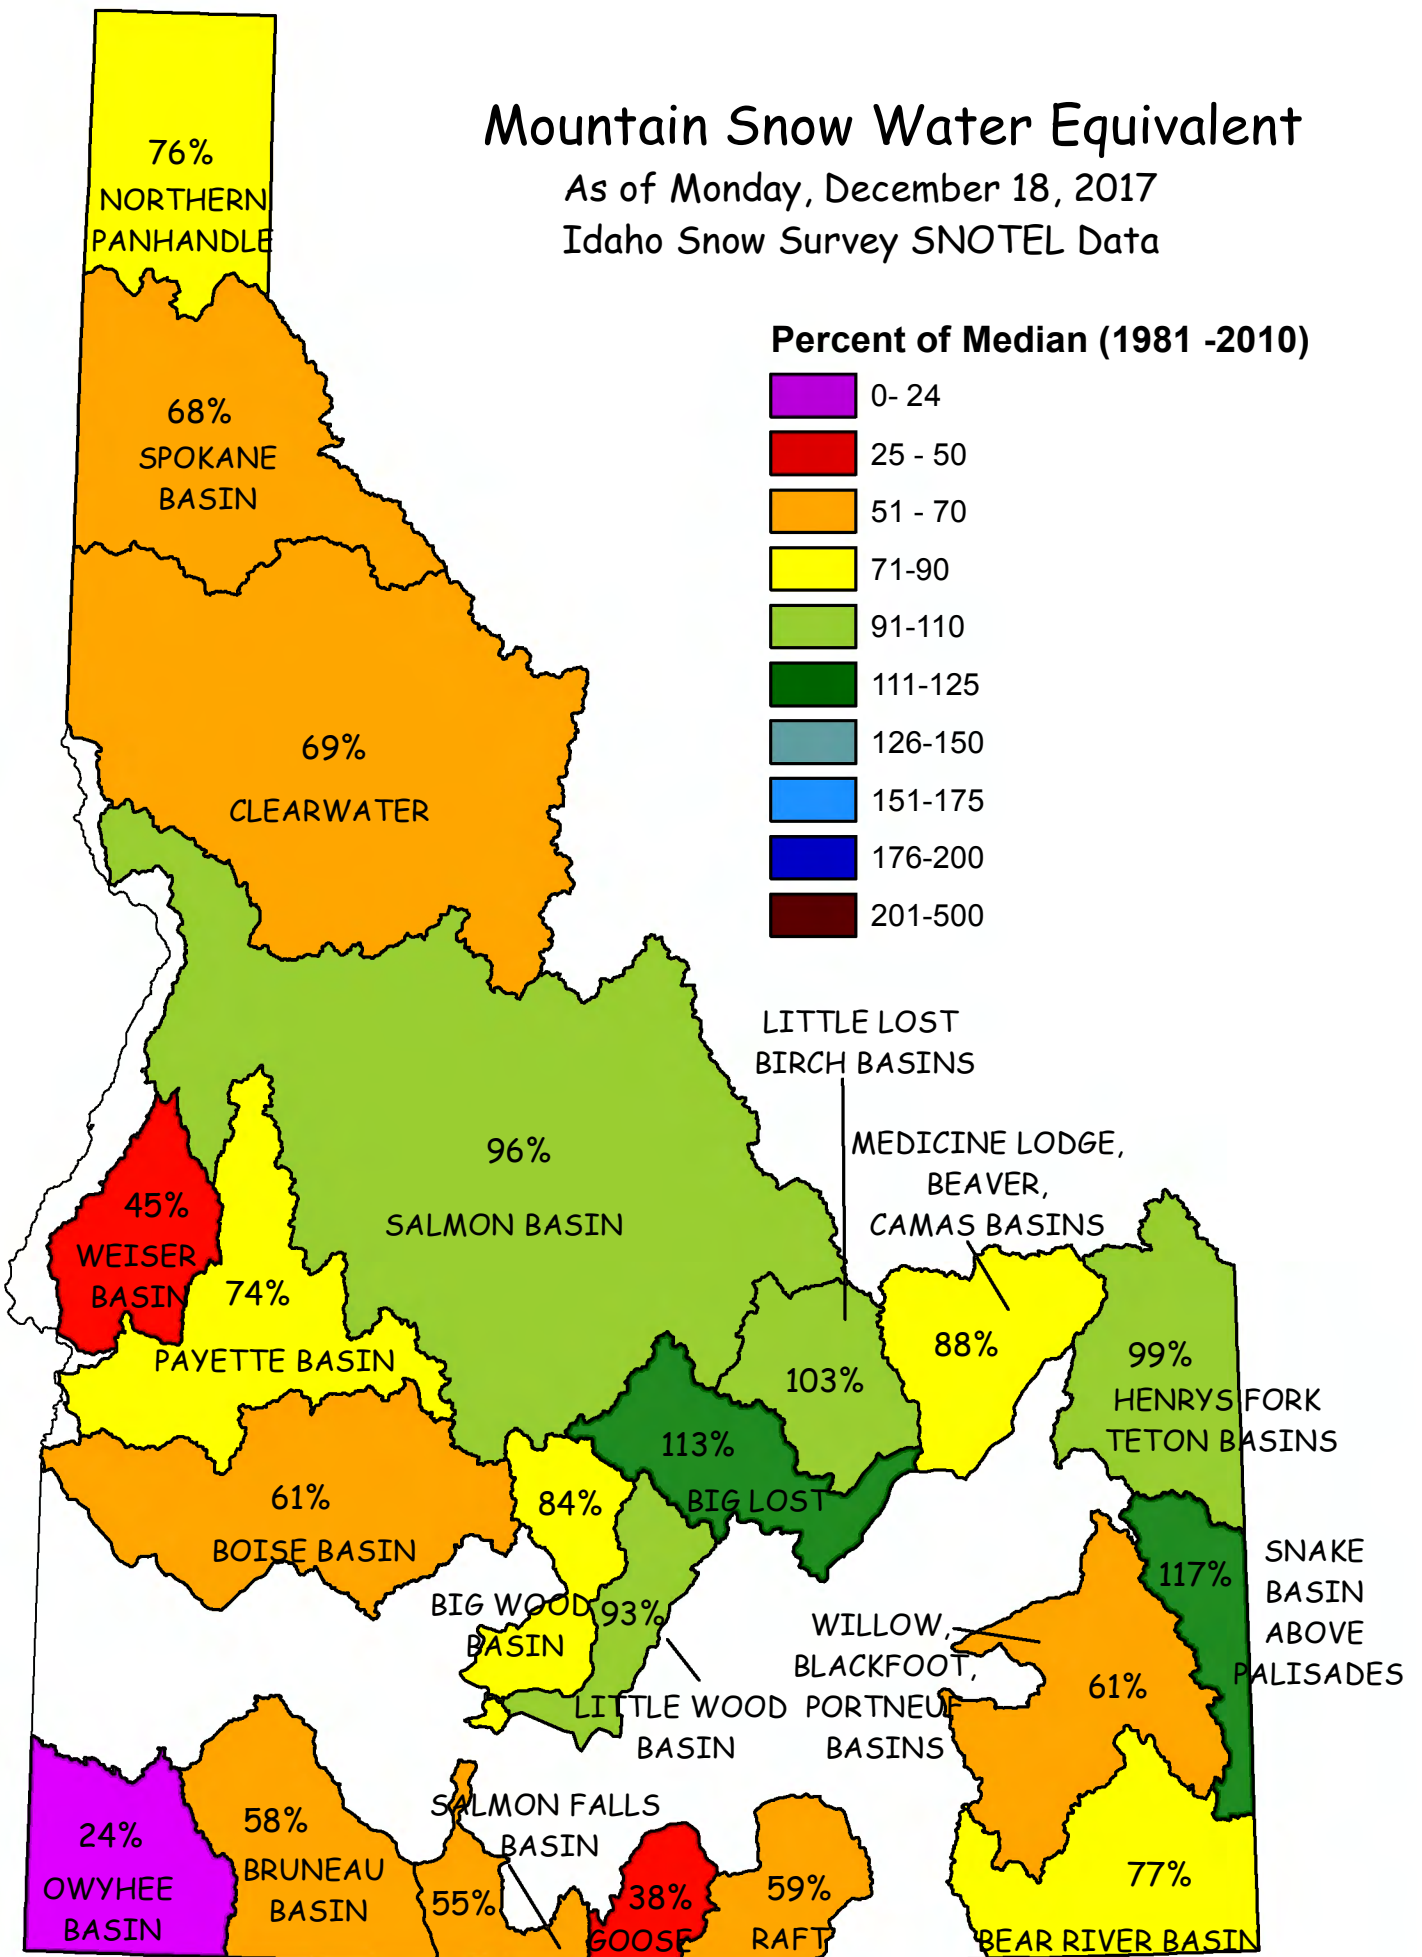 Mountain Snow Water Equivalent
As of Monday, December 18, 2017
Idaho Snow Survey SNOTEL Data
Percent of Median (1981 -2010)
0- 24
25 - 50
51 - 70
71-90
91-110
111-125
126-150
151-175
176-200
201-500
76%
NORTHERN
PANHANDLE
68%
SPOKANE
BASIN
69%
CLEARWATER
96%
SALMON BASIN
LITTLE LOST
BIRCH BASINS
103%
MEDICINE LODGE,
BEAVER,
CAMAS BASINS
88%
99%
HENRYS FORK
TETON BASINS
45%
WEISER
BASIN
74%
PAYETTE BASIN
113%
BIG LOST
61%
BOISE BASIN
84%
BIG WOOD
BASIN
93%
LITTLE WOOD
BASIN
117%
SNAKE
BASIN
ABOVE
PALISADES
WILLOW,
BLACKFOOT,
PORTNEUF
BASINS
61%
24%
OWYHEE
BASIN
58%
BRUNEAU
BASIN
SALMON FALLS
BASIN
55%
38%
GOOSE
59%
RAFT
77%
BEAR RIVER BASIN